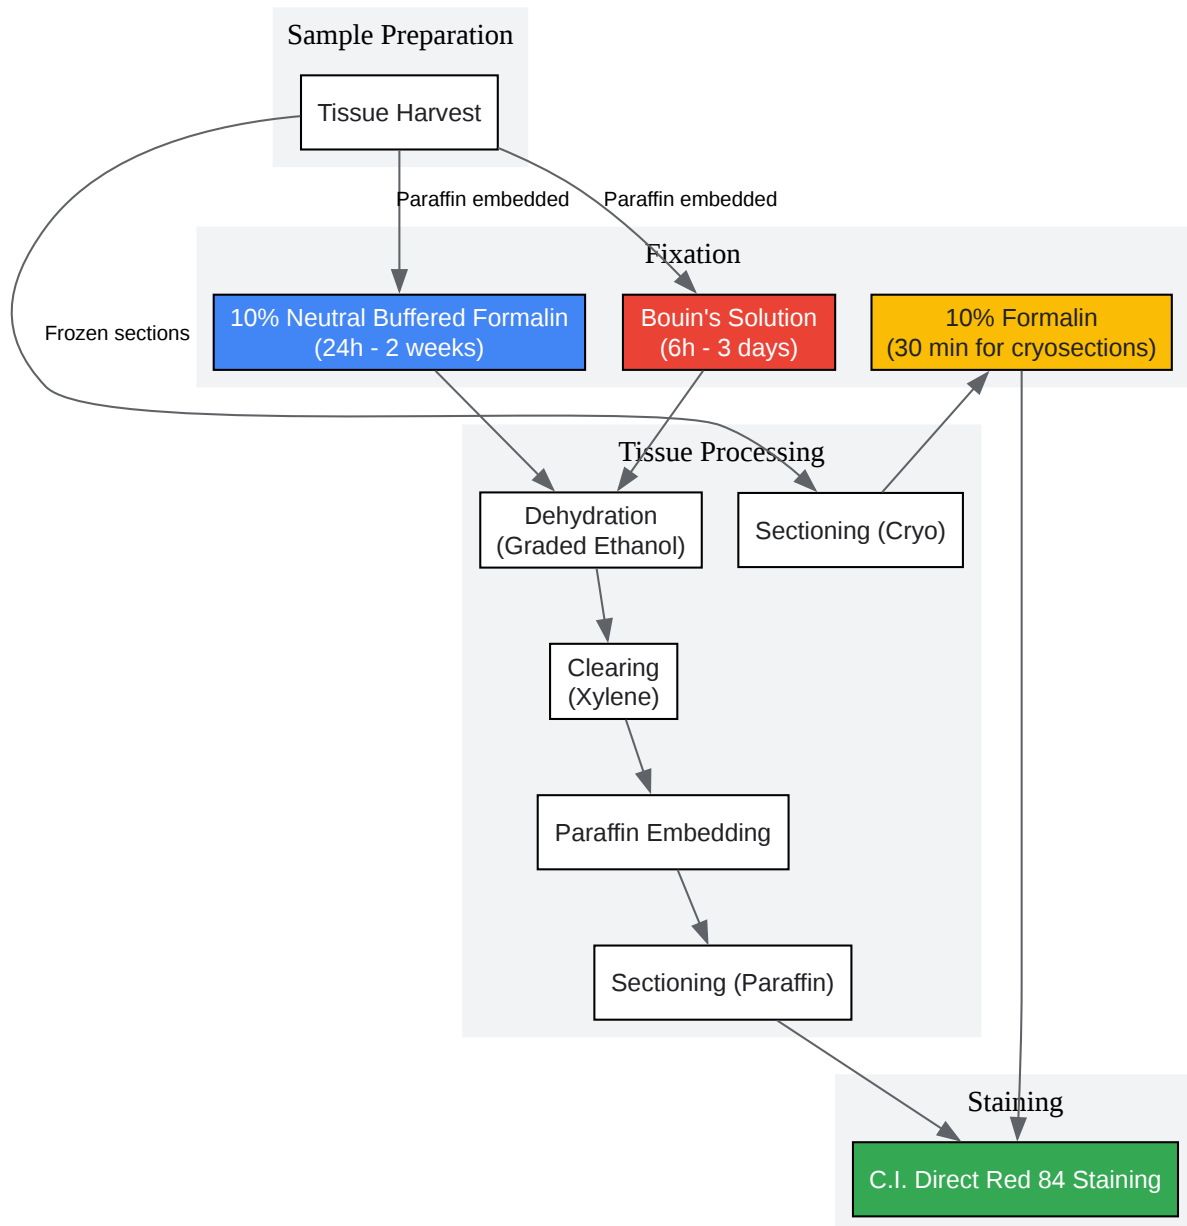 Sample Preparation
Tissue Harvest
Paraffin embedded
Paraffin embedded
Fixation
10% Neutral Buffered Formalin
(24h - 2 weeks)
Bouin's Solution
(6h - 3 days)
10% Formalin
(30 min for cryosections)
Frozen sections
Tissue Processing
Dehydration
(Graded Ethanol)
Sectioning (Cryo)
Clearing
(Xylene)
Paraffin Embedding
Sectioning (Paraffin)
Staining
C.I. Direct Red 84 Staining